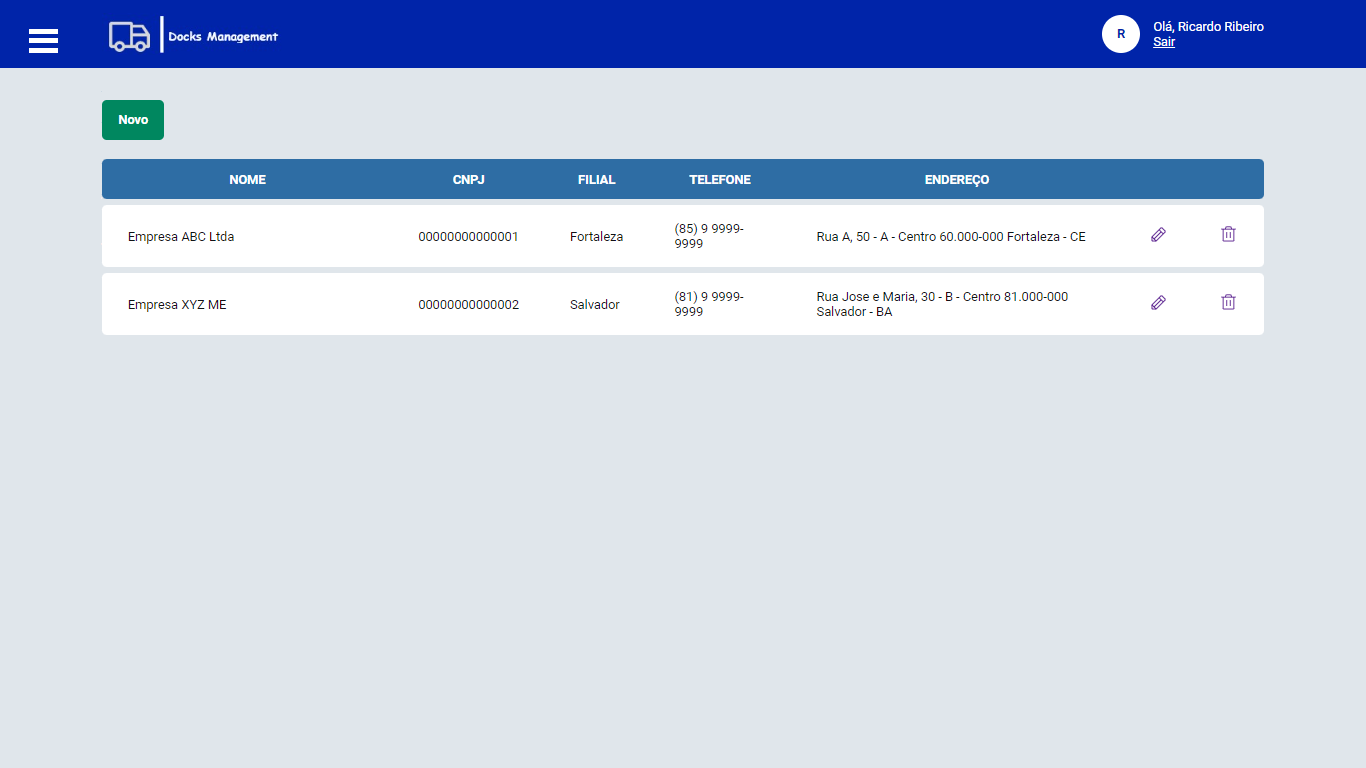 Docks Management
R
Olá, Ricardo Ribeiro
Sair
Novo
NOME CNPJ FILIAL TELEFONE ENDEREÇO
Empresa ABC Ltda
00000000000001
Fortaleza
(85) 9 9999-
9999
Rua A, 50 - A - Centro 60.000-000 Fortaleza - CE
Empresa XYZ ME
00000000000002
Salvador
(81) 9 9999-
9999
Rua Jose e Maria, 30 - B - Centro 81.000-000
Salvador - BA